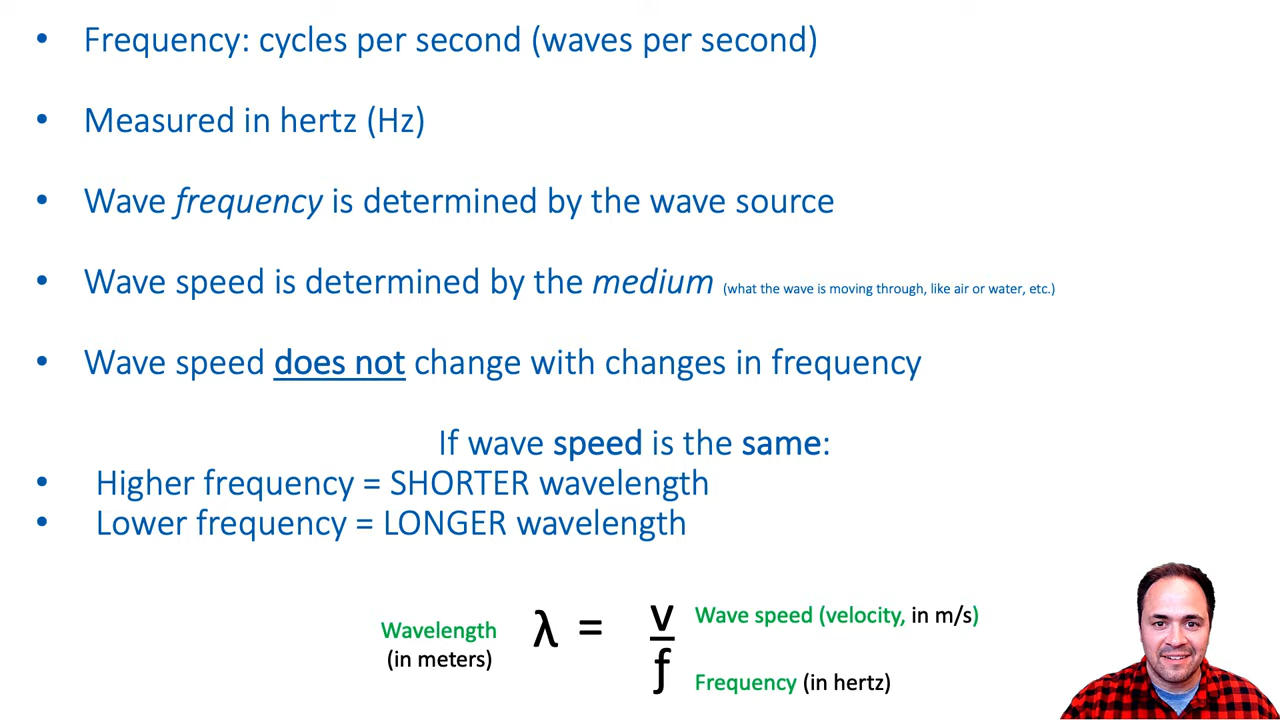 • Frequency: cycles per second (waves per second)
• Measured in hertz (Hz)
• Wave frequency is determined by the wave source
• Wave speed is determined by the medium (what the wave is moving through, like air or water, etc.)
• Wave speed does not change with changes in frequency
If wave speed is the same:
• Higher frequency = SHORTER wavelength
• Lower frequency = LONGER wavelength
Wavelength
(in meters)
λ =
v
f
Wave speed (velocity, in m/s)
Frequency (in hertz)